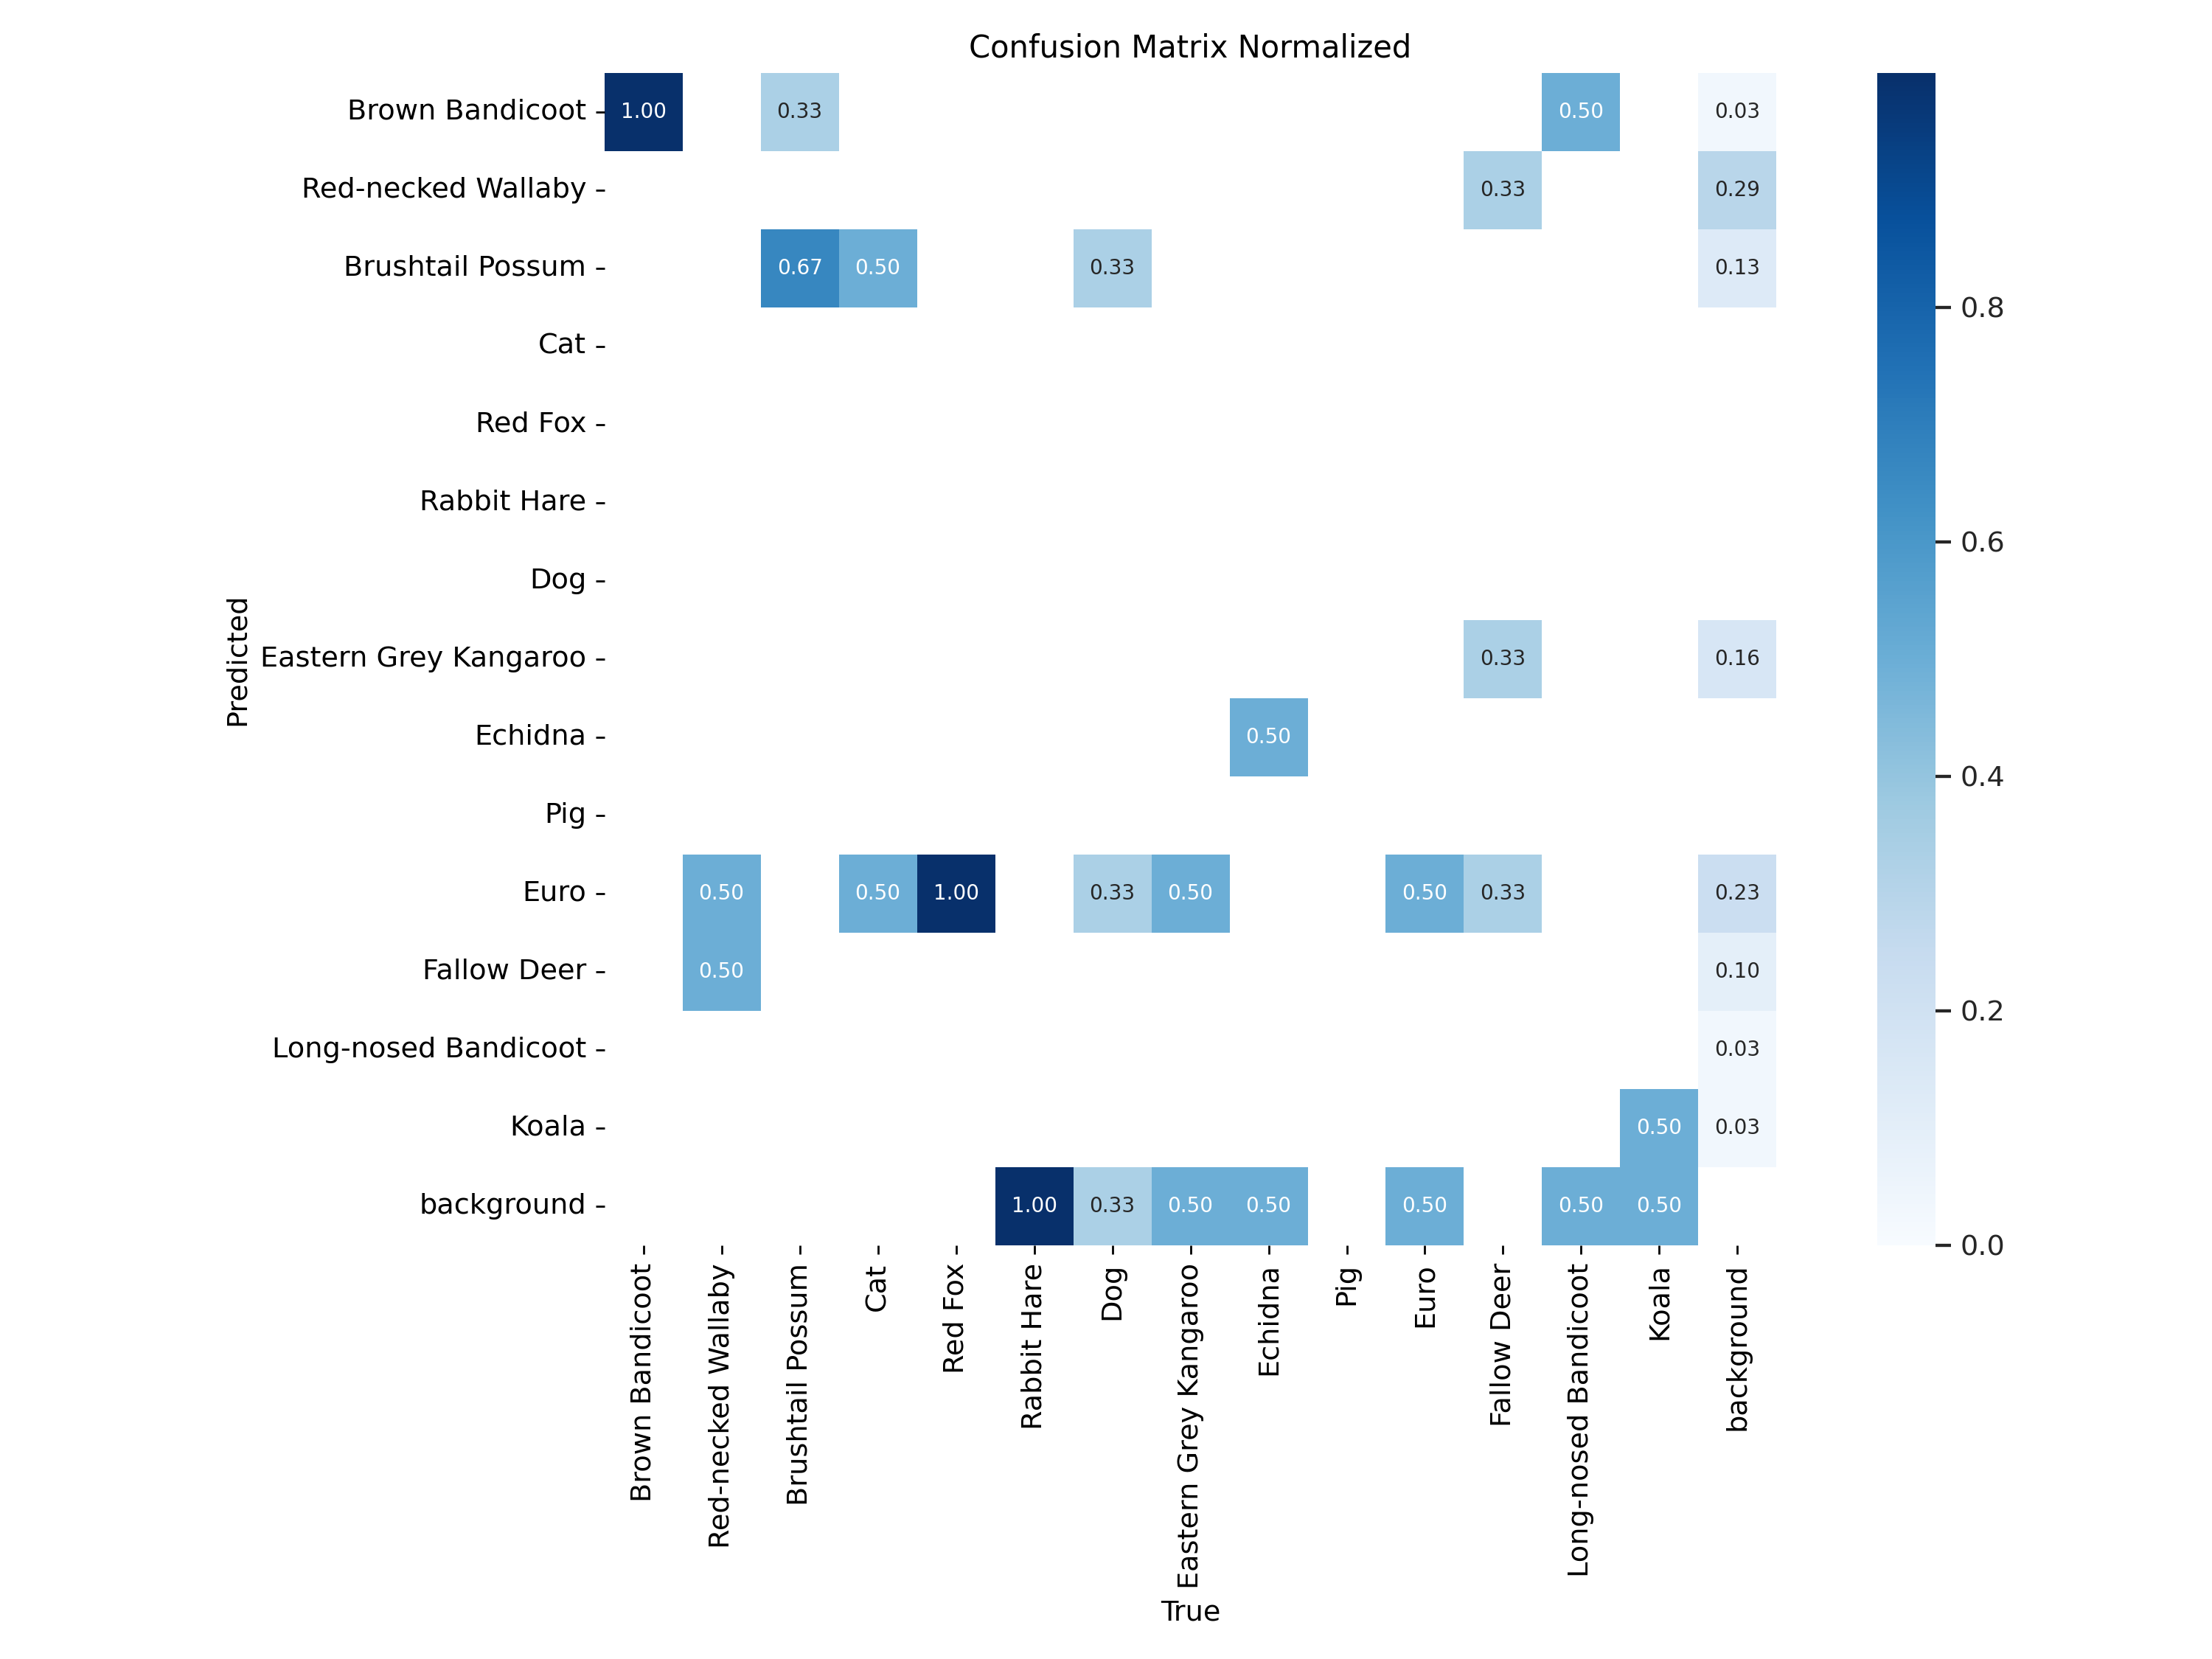 Confusion Matrix Normalized
Brown Bandicoot 1.00 0.33 0.50 0.03
Red-necked Wallaby 0.33 0.29
Brushtail Possum 0.67 0.50 0.33 0.13
0.8
Cat
Red Fox
Rabbit Hare
0.6
Dog
Predicted
Eastern Grey Kangaroo 0.33 0.16
Echidna 0.50
0.4
Pig
Euro 0.50 0.50 1.00 0.33 0.50 0.50 0.33 0.23
Fallow Deer 0.50 0.10
0.2
Long-nosed Bandicoot 0.03
Koala 0.50 0.03
background 1.00 0.33 0.50 0.50 0.50 0.50 0.50
0.0
Brown Bandicoot
Red-necked Wallaby
Brushtail Possum
Cat
Red Fox
Rabbit Hare
Dog
Eastern Grey Kangaroo
Echidna
Pig
Euro
Fallow Deer
Long-nosed Bandicoot
Koala
background
True